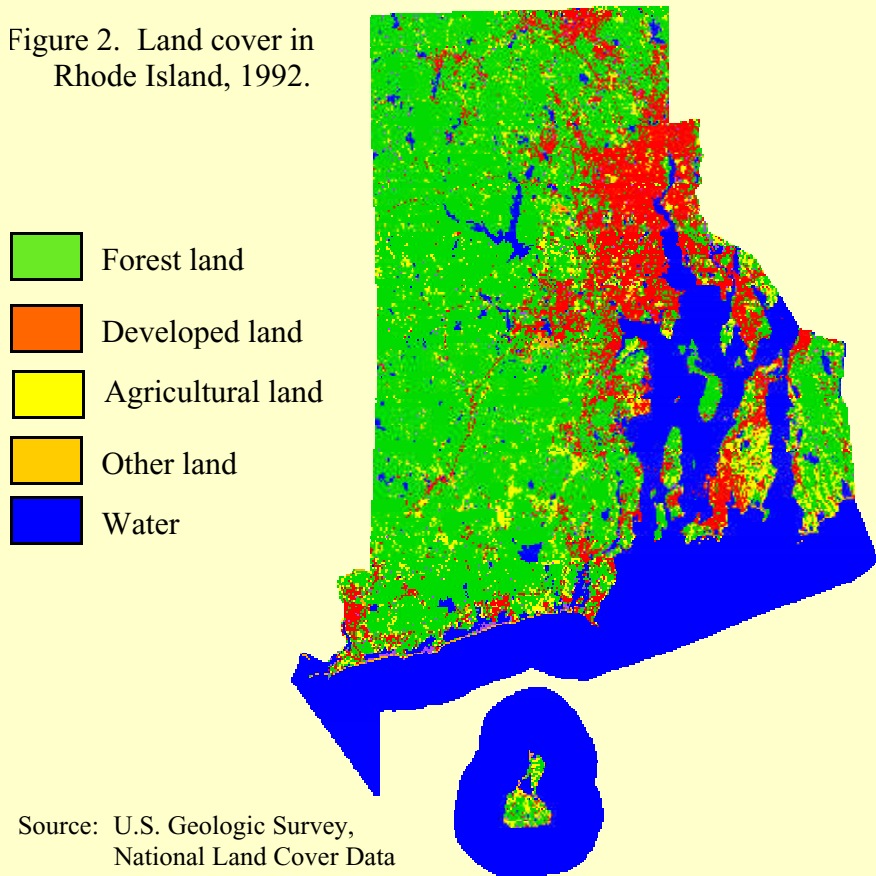 Figure 2. Land cover in
Rhode Island, 1992.
Forest land
Developed land
Agricultural land
Other land
Water
Source: U.S. Geologic Survey,
National Land Cover Data